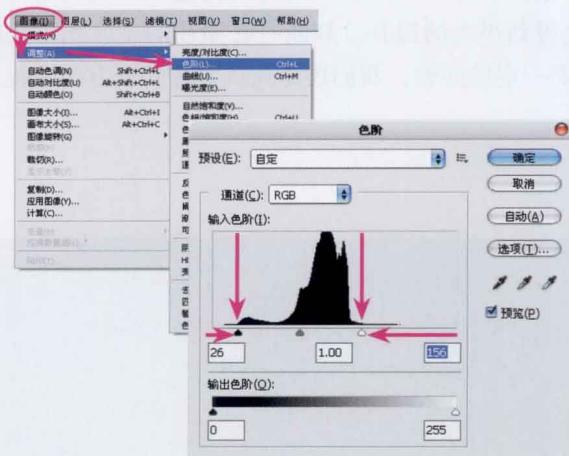 图像(I) 图层(L) 选择(S) 滤镜(T) 视图(V) 窗口(W) 帮助(H)
模式(M)
调整(A)
自动色调(N) Shift+Ctrl+L
自动对比度(U) Alt+Shift+Ctrl+L
自动颜色(O) Shift+Ctrl+B
图像大小(I)... Alt+Ctrl+I
画布大小(S)... Alt+Ctrl+C
图像旋转(G)
裁切(R)...
复制(D)...
应用图像(Y)...
计算(C)...
亮度/对比度(C)...
色阶(L)... Ctrl+L
曲线(U)... Ctrl+M
曝光度(E)...
自然饱和度(V)...
色相/饱和度(H)... Ctrl+U
色阶
预设(E): 自定
通道(C): RGB
输入色阶(I):
26 1.00 156
输出色阶(O):
0 255
确定
取消
自动(A)
选项(T)...
预览(P)